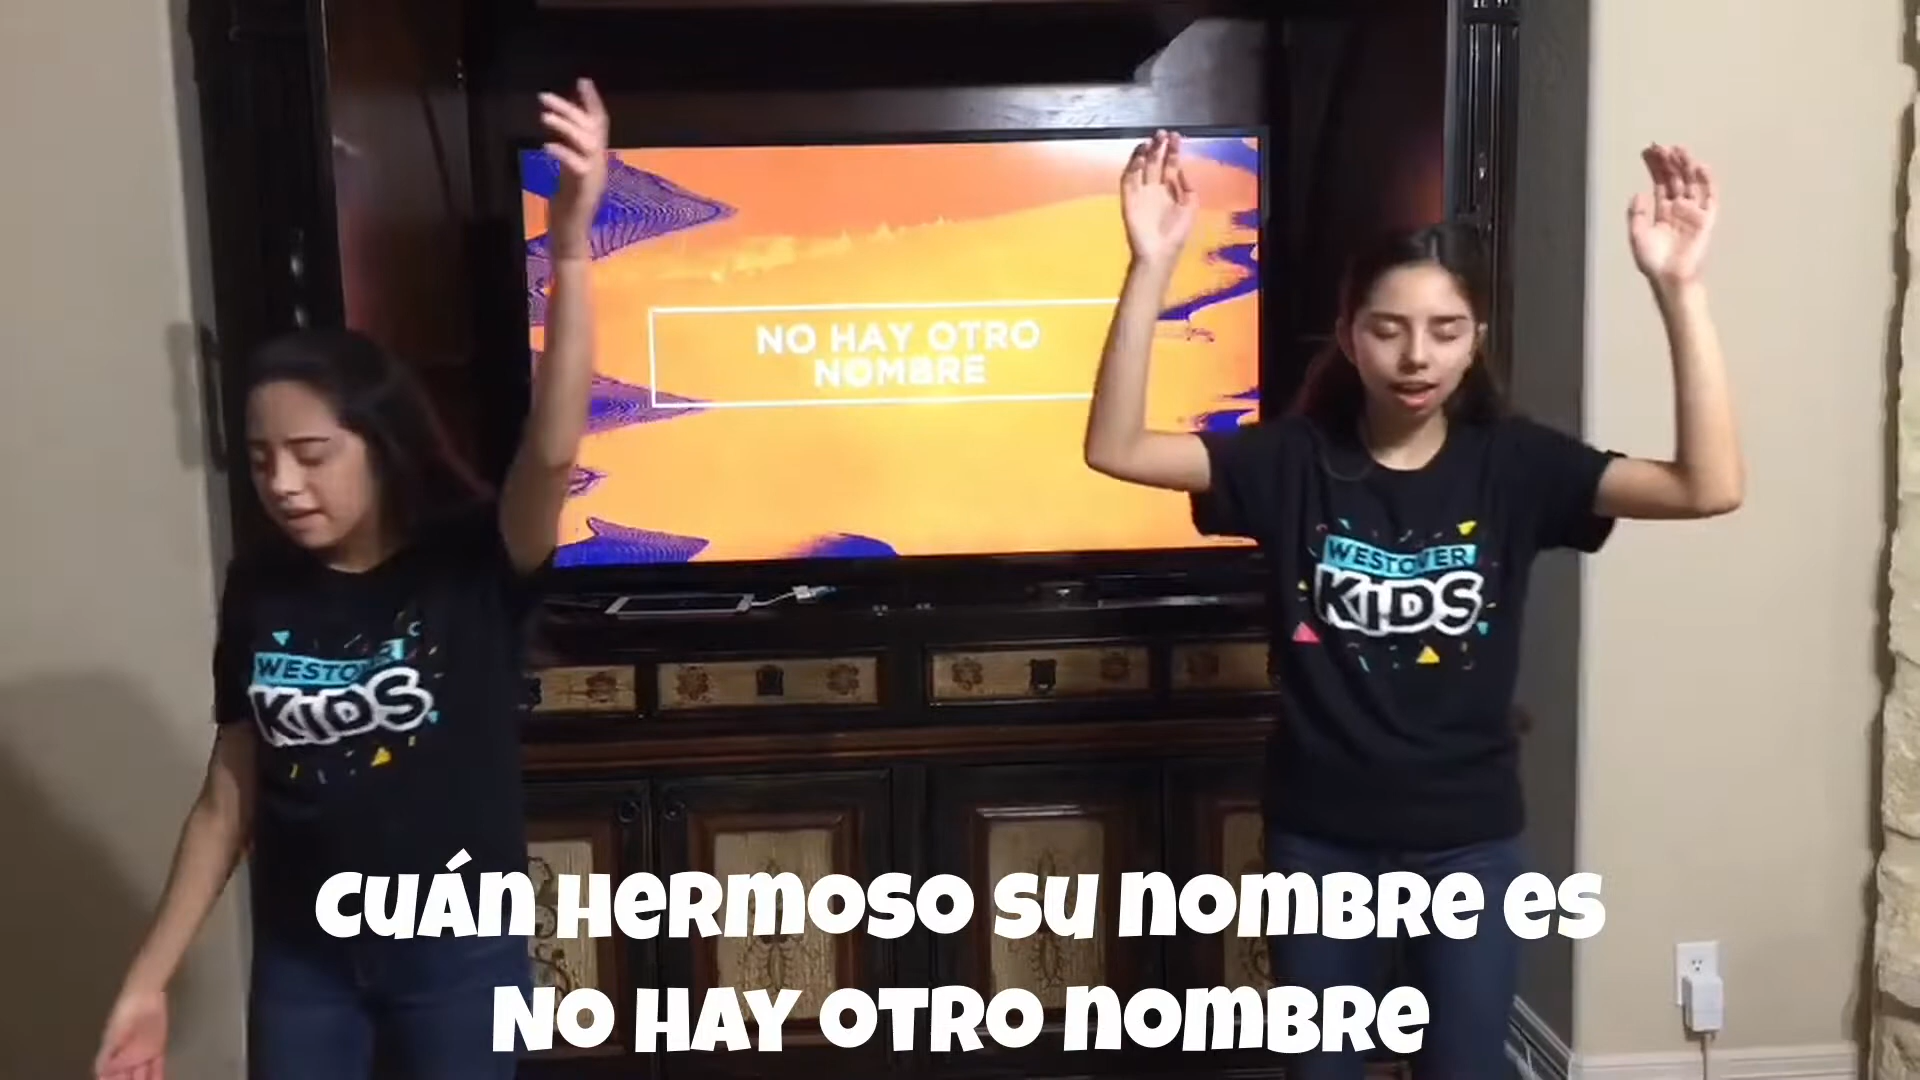 NO HAY OTRO
NOMBRE
WESTOVER
KIDS
WESTOVER
KIDS
CUÁN HERMOSO SU NOMBRE ES
NO HAY OTRO NOMBRE